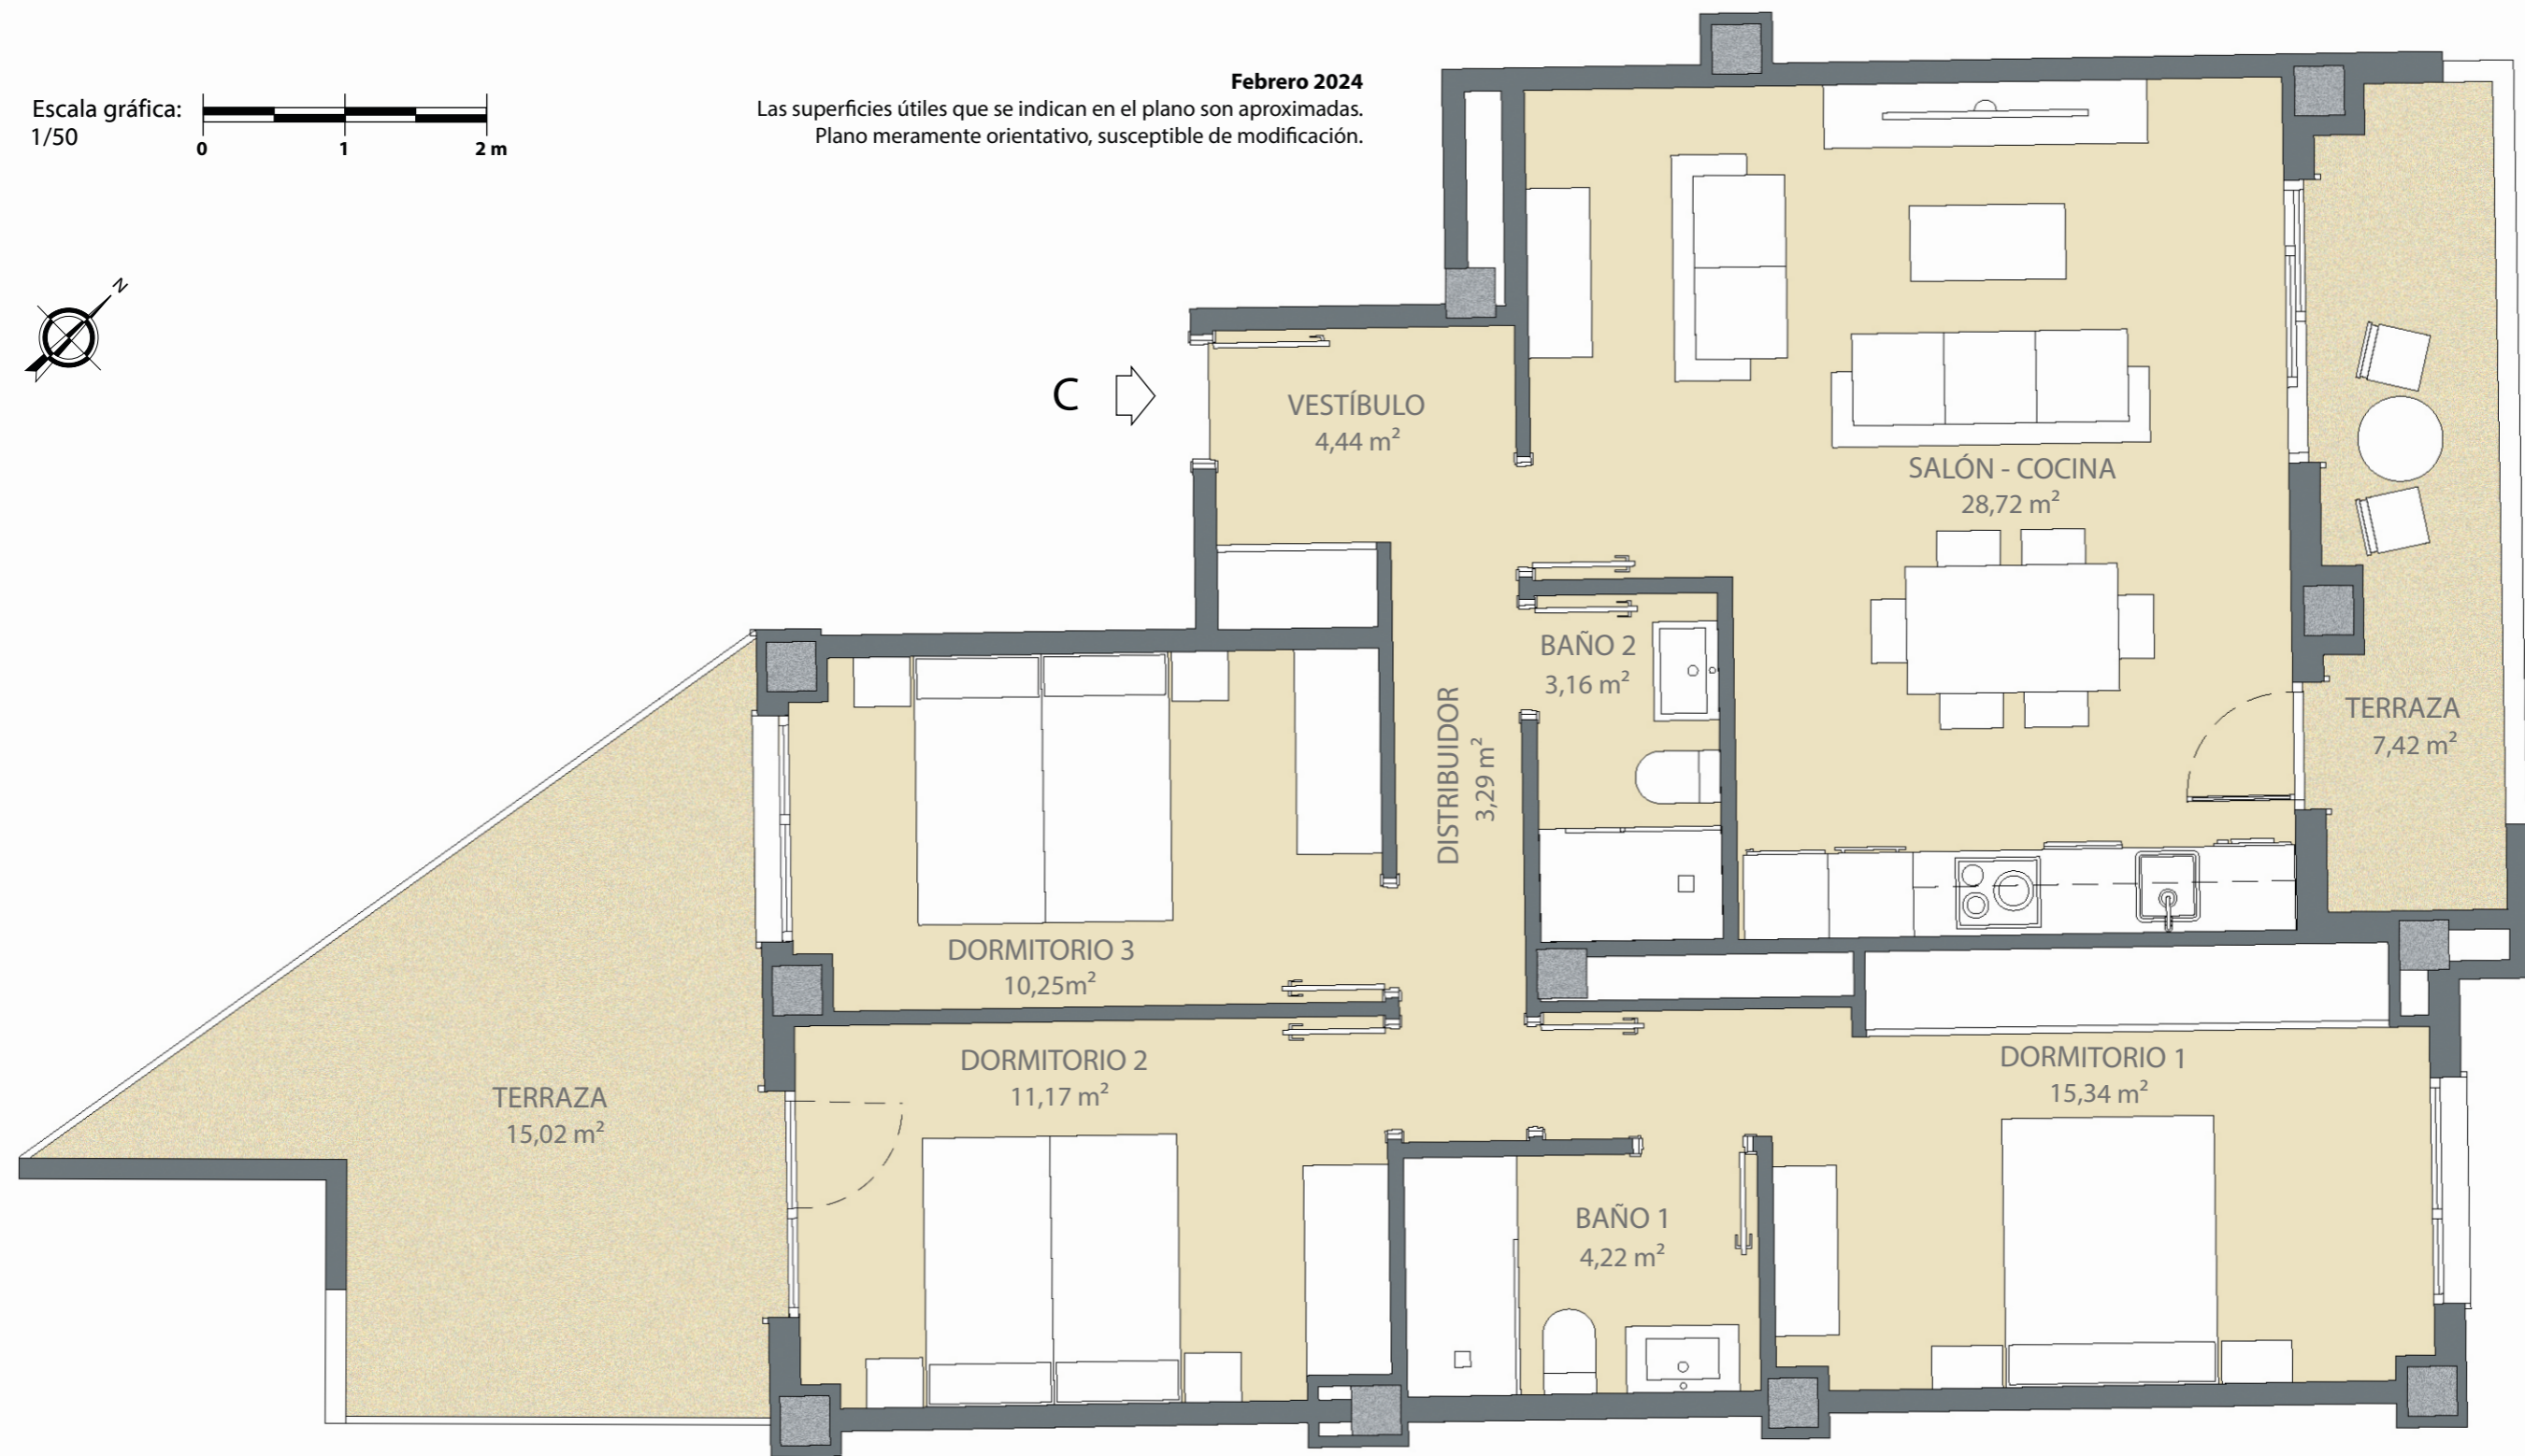 Escala gráfica:
1/50
0 1 2 m
Febrero 2024
Las superficies útiles que se indican en el plano son aproximadas.
Plano meramente orientativo, susceptible de modificación.
N
C
VESTÍBULO
4,44 m²
SALÓN - COCINA
28,72 m²
BAÑO 2
3,16 m²
DISTRIBUIDOR
3,29 m²
TERRAZA
7,42 m²
DORMITORIO 3
10,25m²
DORMITORIO 2
11,17 m²
DORMITORIO 1
15,34 m²
TERRAZA
15,02 m²
BAÑO 1
4,22 m²